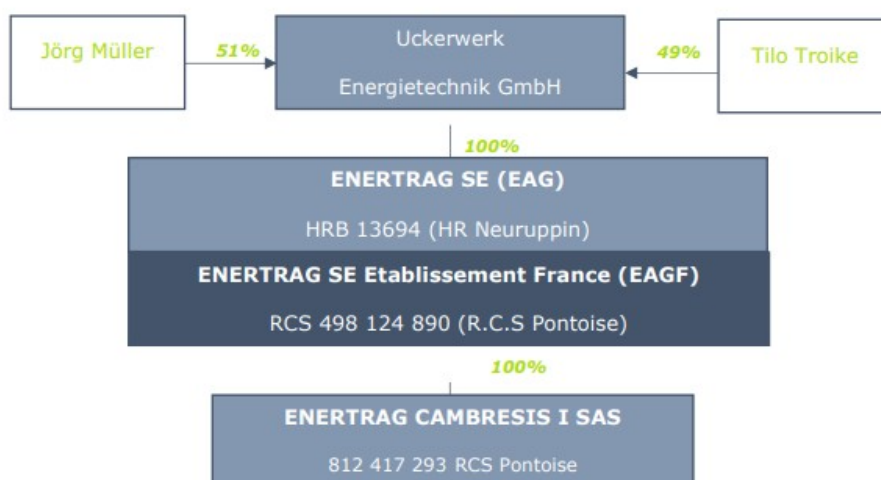 Jörg Müller
51%
Uckerwerk
Energietechnik GmbH
49%
Tilo Troike
100%
ENERTRAG SE (EAG)
HRB 13694 (HR Neuruppin)
ENERTRAG SE Etablissement France (EAGF)
RCS 498 124 890 (R.C.S Pontoise)
100%
ENERTRAG CAMBRESIS I SAS
812 417 293 RCS Pontoise